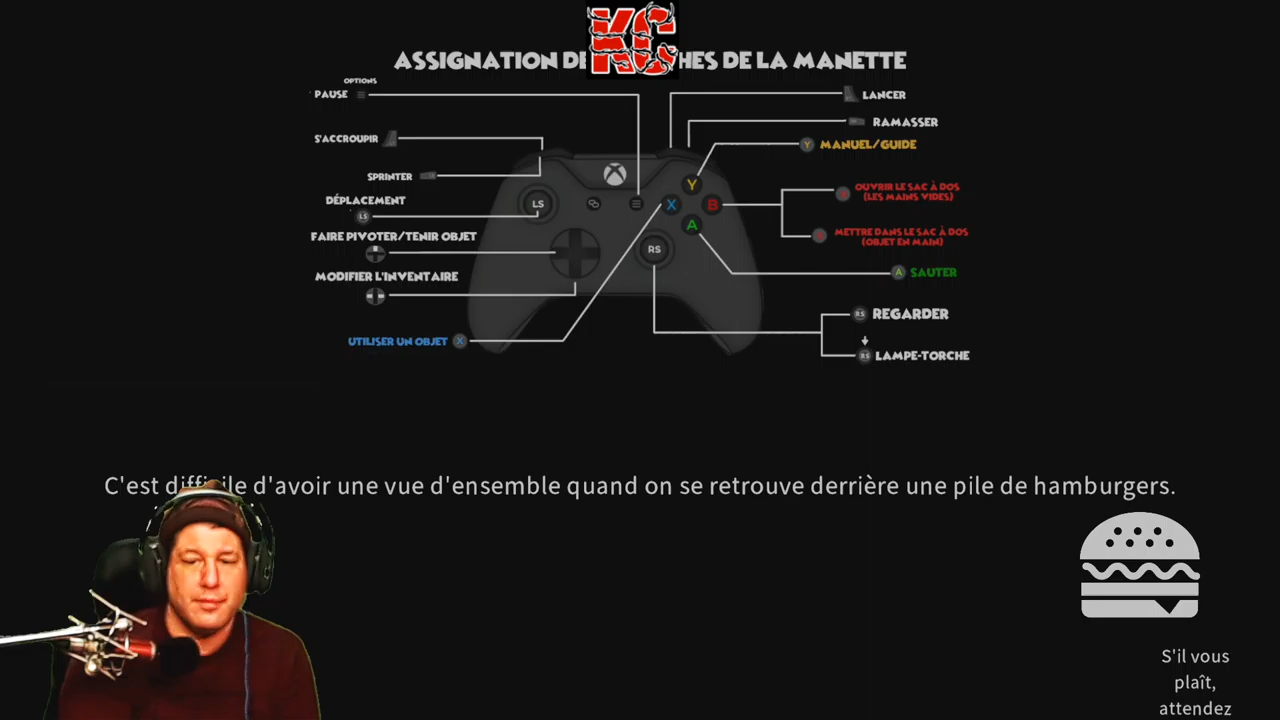 KC
ASSIGNATION DE HES DE LA MANETTE
OPTIONS
PAUSE
LANCER
RAMASSER
S'ACCROUPIR
Y MANUEL/GUIDE
SPRINTER
Y
OUVRIR LE SAC À DOS
(LES MAINS VIDES)
DÉPLACEMENT
LS
LS
X
B
A
METTRE DANS LE SAC À DOS
(OBJET EN MAIN)
FAIRE PIVOTER/TENIR OBJET
RS
A SAUTER
MODIFIER L'INVENTAIRE
RS REGARDER
UTILISER UN OBJET X
RS LAMPE-TORCHE
C'est difficile d'avoir une vue d'ensemble quand on se retrouve derrière une pile de hamburgers.
S'il vous
plaît,
attendez